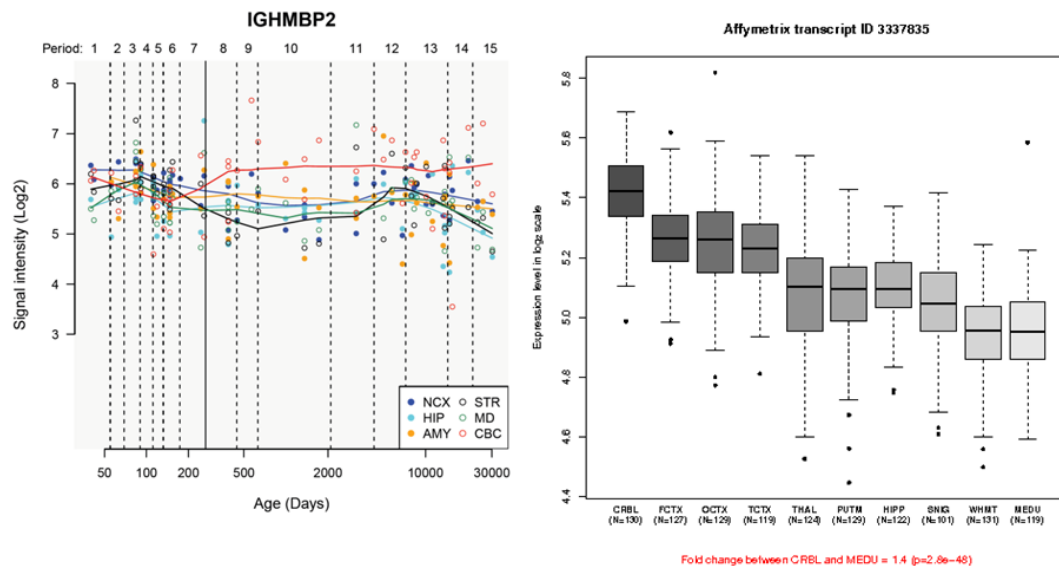 IGHMBP2
Period: 1 2 3 4 5 6 7 8 9 10 11 12 13 14 15
Signal intensity (Log2)
8
7
6
5
4
3
NCX STR
HIP MD
AMY CBC
50 100 200 500 2000 10000 30000
Age (Days)
Affymetrix transcript ID 3337835
Expression level in log₂ scale
5.8
5.6
5.4
5.2
5.0
4.8
4.6
4.4
CRBL FCTX OCTX TCTX THAL PUTM HIPP SNIG WHMT MEDU
(N=130) (N=127) (N=129) (N=119) (N=124) (N=129) (N=122) (N=101) (N=131) (N=119)
Fold change between CRBL and MEDU = 1.4 (p=2.8e−48)